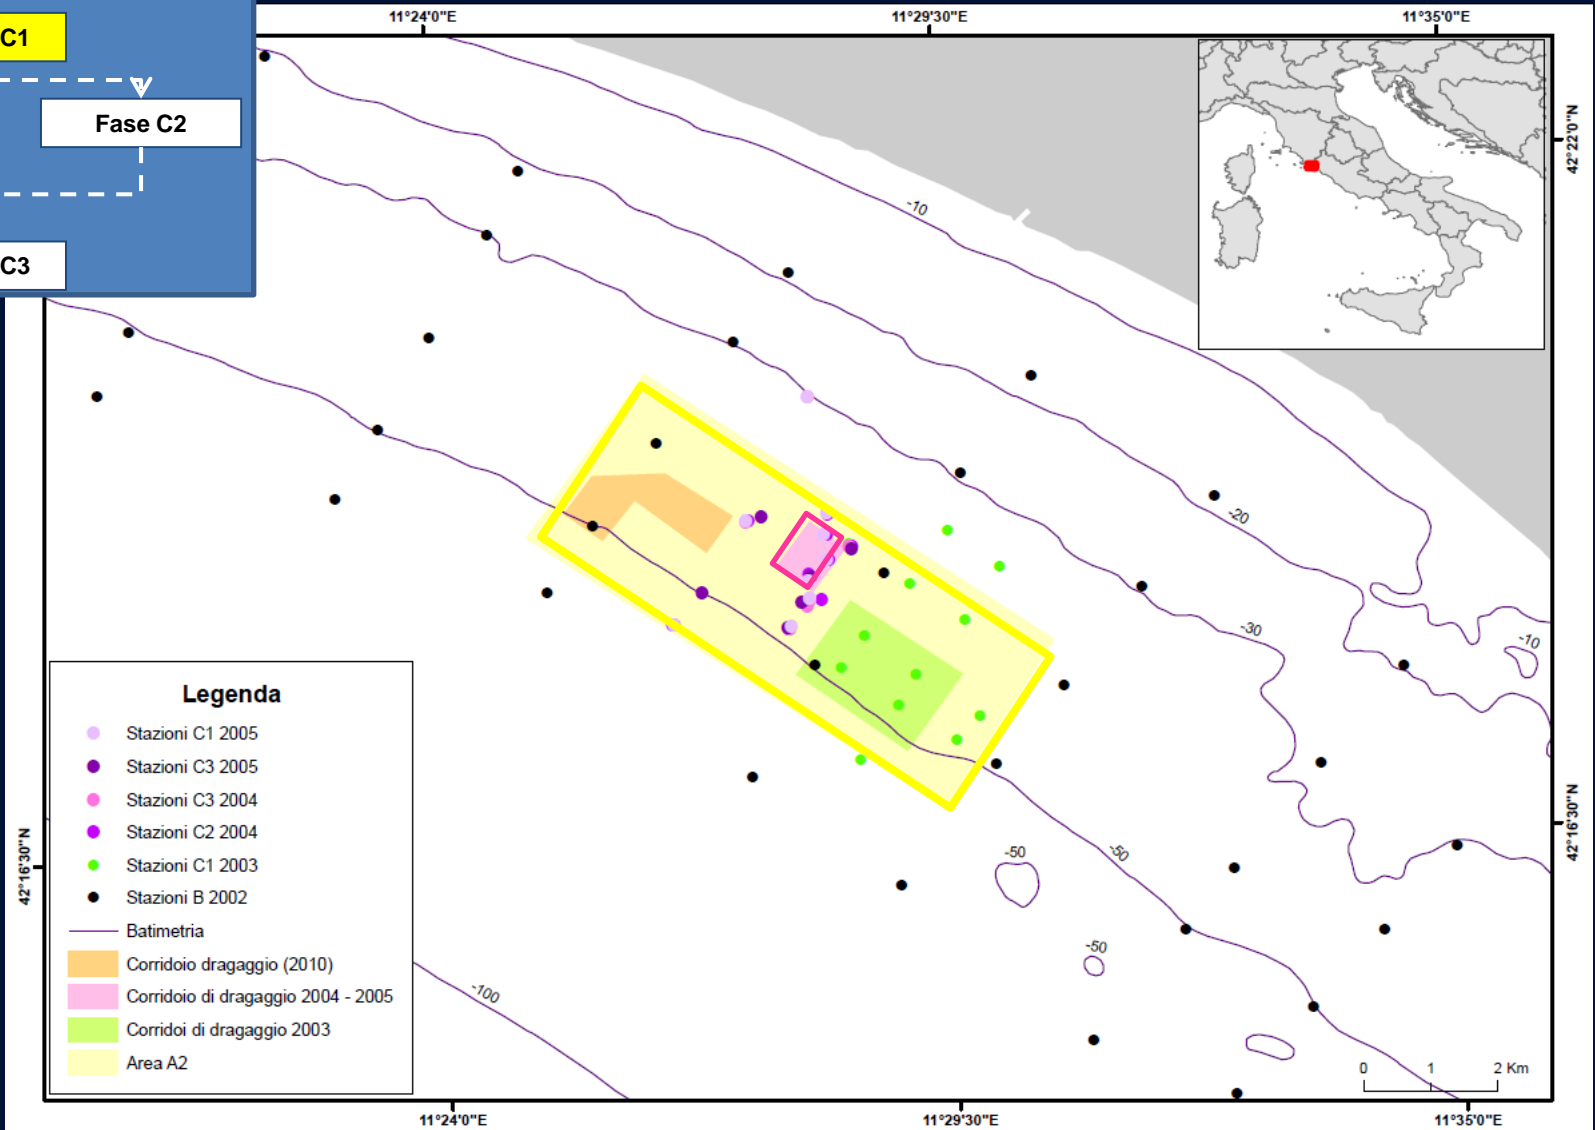 C1
Fase C2
C3
11°24'0"E
11°29'30"E
11°35'0"E
42°22'0"N
-10
-20
-30
-10
-50
-50
-50
-100
42°16'30"N
42°16'30"N
Legenda
Stazioni C1 2005
Stazioni C3 2005
Stazioni C3 2004
Stazioni C2 2004
Stazioni C1 2003
Stazioni B 2002
Batimetria
Corridoio dragaggio (2010)
Corridoio di dragaggio 2004 - 2005
Corridoi di dragaggio 2003
Area A2
0 1 2 Km
11°24'0"E
11°29'30"E
11°35'0"E